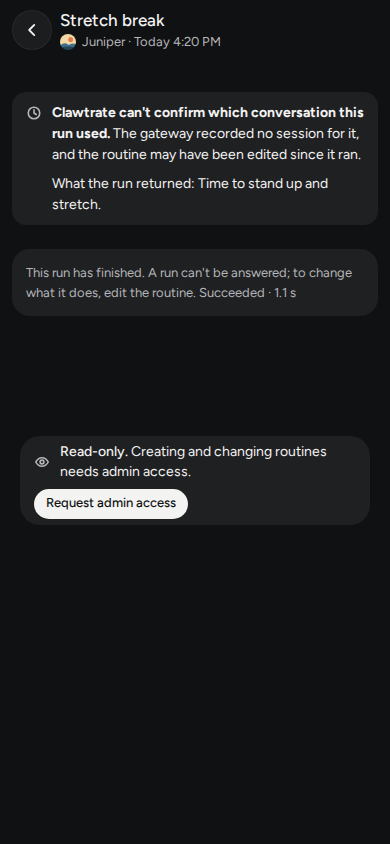 Stretch break
Juniper · Today 4:20 PM
Clawtrate can't confirm which conversation this
run used. The gateway recorded no session for it,
and the routine may have been edited since it ran.
What the run returned: Time to stand up and
stretch.
This run has finished. A run can't be answered; to change
what it does, edit the routine. Succeeded · 1.1 s
Read-only. Creating and changing routines
needs admin access.
Request admin access